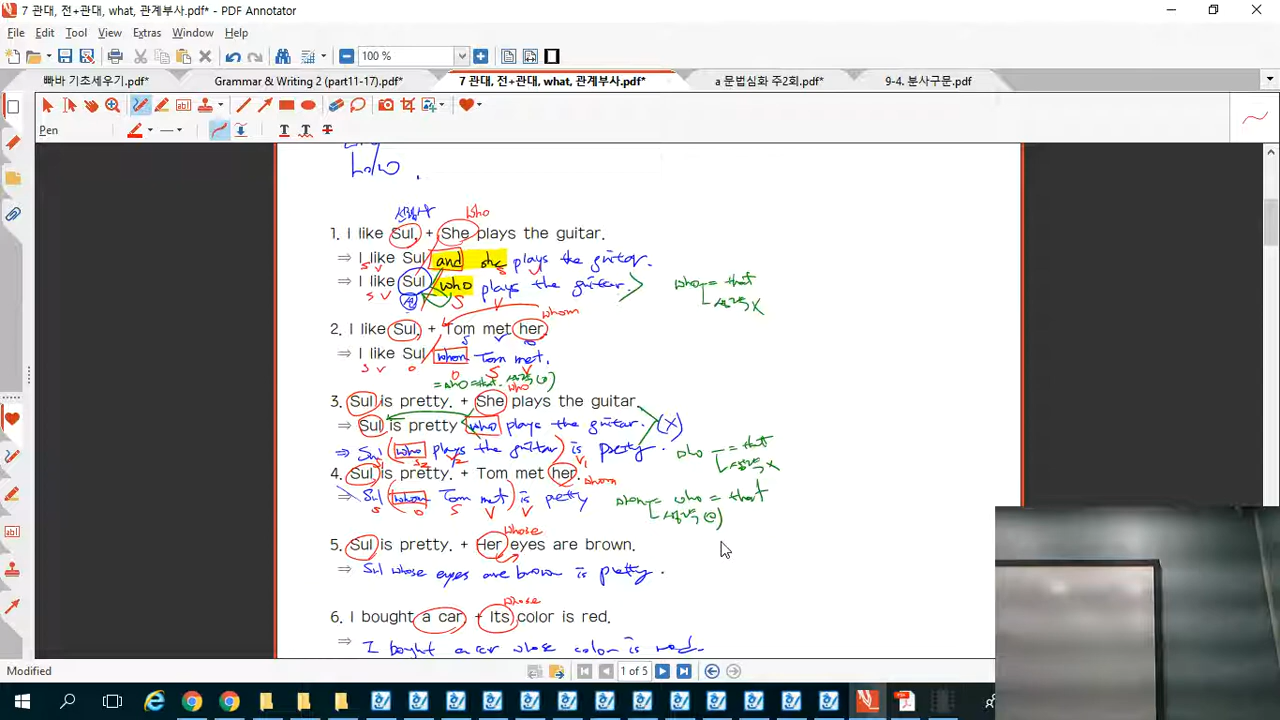 7 관대, 전+관대, what, 관계부사.pdf* - PDF Annotator
File Edit Tool View Extras Window Help
100 %
빠바 기초세우기.pdf* Grammar & Writing 2 (part11-17).pdf* 7 관대, 전+관대, what, 관계부사.pdf* a 문법심화 주2회.pdf* 9-4. 분사구문.pdf
Pen
who
1. I like Sul. + She plays the guitar.
⇒ I like Sul and she plays the guitar.
S V S V
⇒ I like Sul who plays the guitar.
S V S V
who = that
X
whom
2. I like Sul. + Tom met her.
⇒ I like Sul whom Tom met.
S V O O S V
= who = that
who
3. Sul is pretty. + She plays the guitar.
⇒ Sul is pretty who plays the guitar. (X)
⇒ Sul (who plays the guitar) is pretty.
who = that
X
4. Sul is pretty. + Tom met her.
whom
⇒ Sul (whom Tom met) is pretty
S O S V V
whom = who = that
whose
5. Sul is pretty. + Her eyes are brown.
⇒ Sul whose eyes are brown is pretty.
whose
6. I bought a car + Its color is red.
⇒ I bought a car whose color is red.
Modified
1 of 5